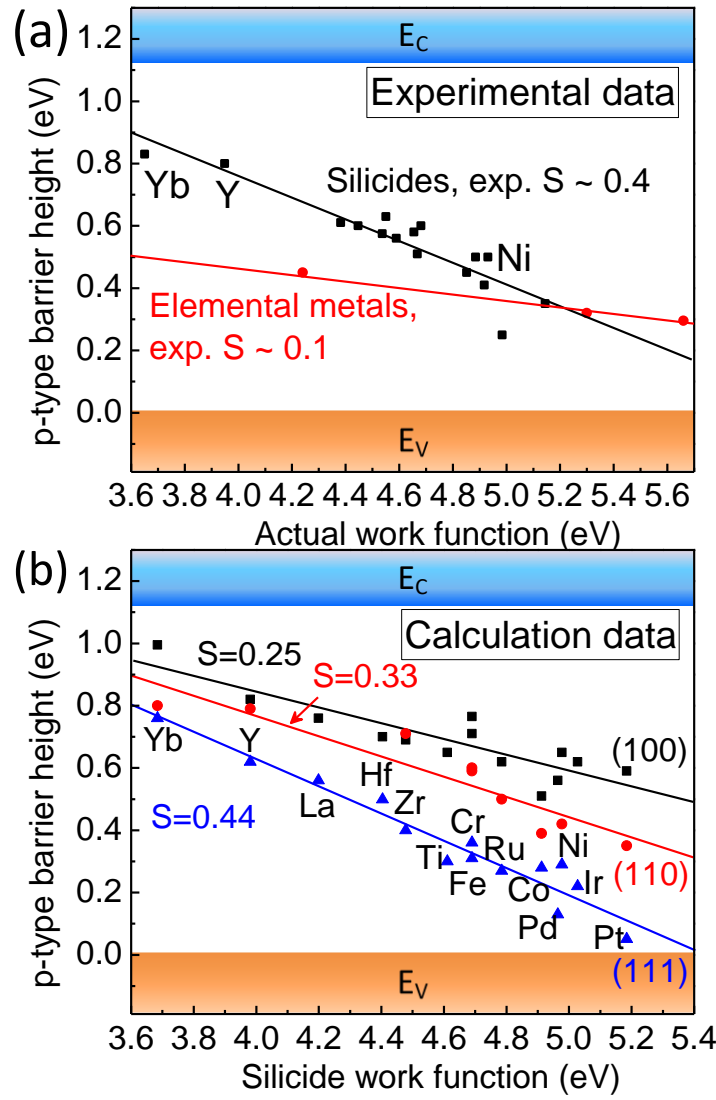 (a)
1.2
1.0
0.8
0.6
0.4
0.2
0.0
p-type barrier height (eV)
E_C
Experimental data
Yb
Y
Silicides, exp. S ~ 0.4
Ni
Elemental metals,
exp. S ~ 0.1
E_V
3.6 3.8 4.0 4.2 4.4 4.6 4.8 5.0 5.2 5.4 5.6
Actual work function (eV)
(b)
1.2
1.0
0.8
0.6
0.4
0.2
0.0
p-type barrier height (eV)
E_C
Calculation data
S=0.25
S=0.33
Yb
Y
(100)
La
Hf
S=0.44
Zr
Cr
Ru
Ni
Ti
Fe
Co
Ir
(110)
Pd
Pt
(111)
E_V
3.6 3.8 4.0 4.2 4.4 4.6 4.8 5.0 5.2 5.4
Silicide work function (eV)